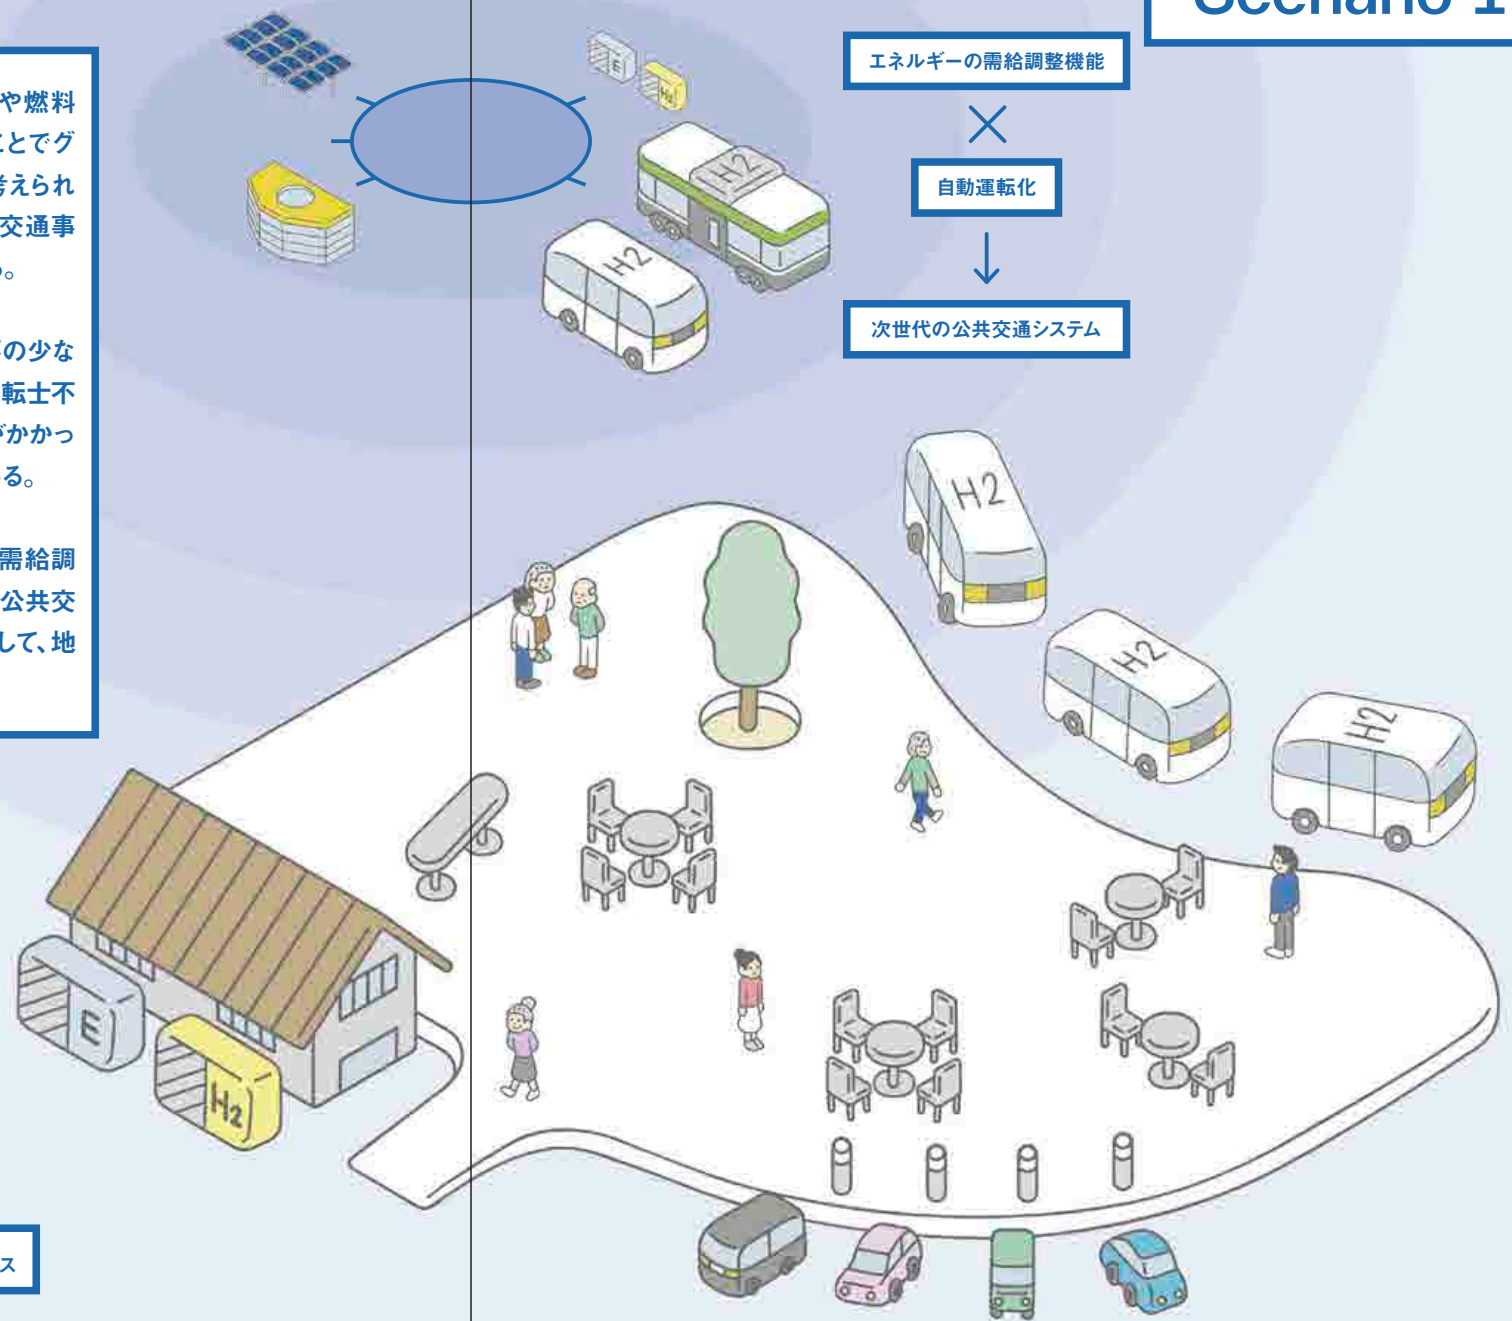 Scenario 1
や燃料
ことでグ
考えられ
交通事
る。
の少な
転士不
がかかっ
る。
需給調
公共交
して、地
エネルギーの需給調整機能
自動運転化
次世代の公共交通システム
E
H2
H2
H2
H2
H2
H2
E
H2
ス